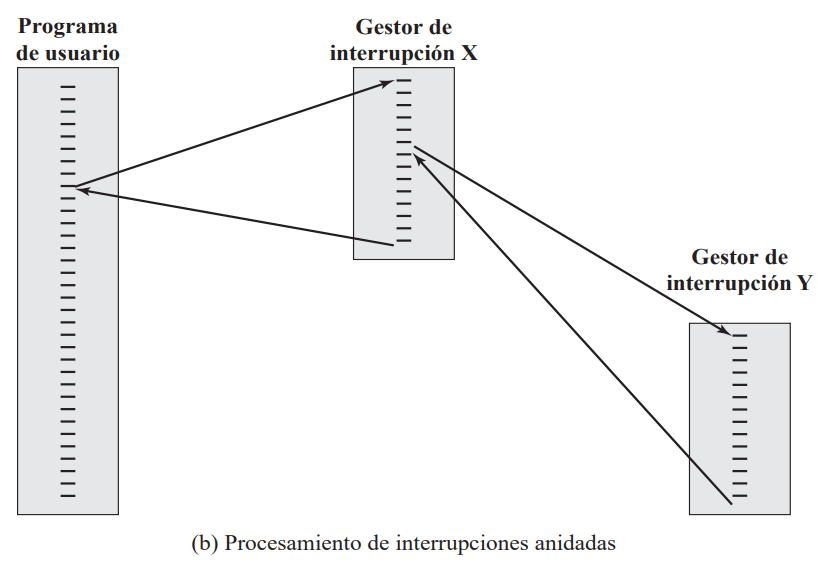 Programa
de usuario
Gestor de
interrupción X
Gestor de
interrupción Y
(b) Procesamiento de interrupciones anidadas